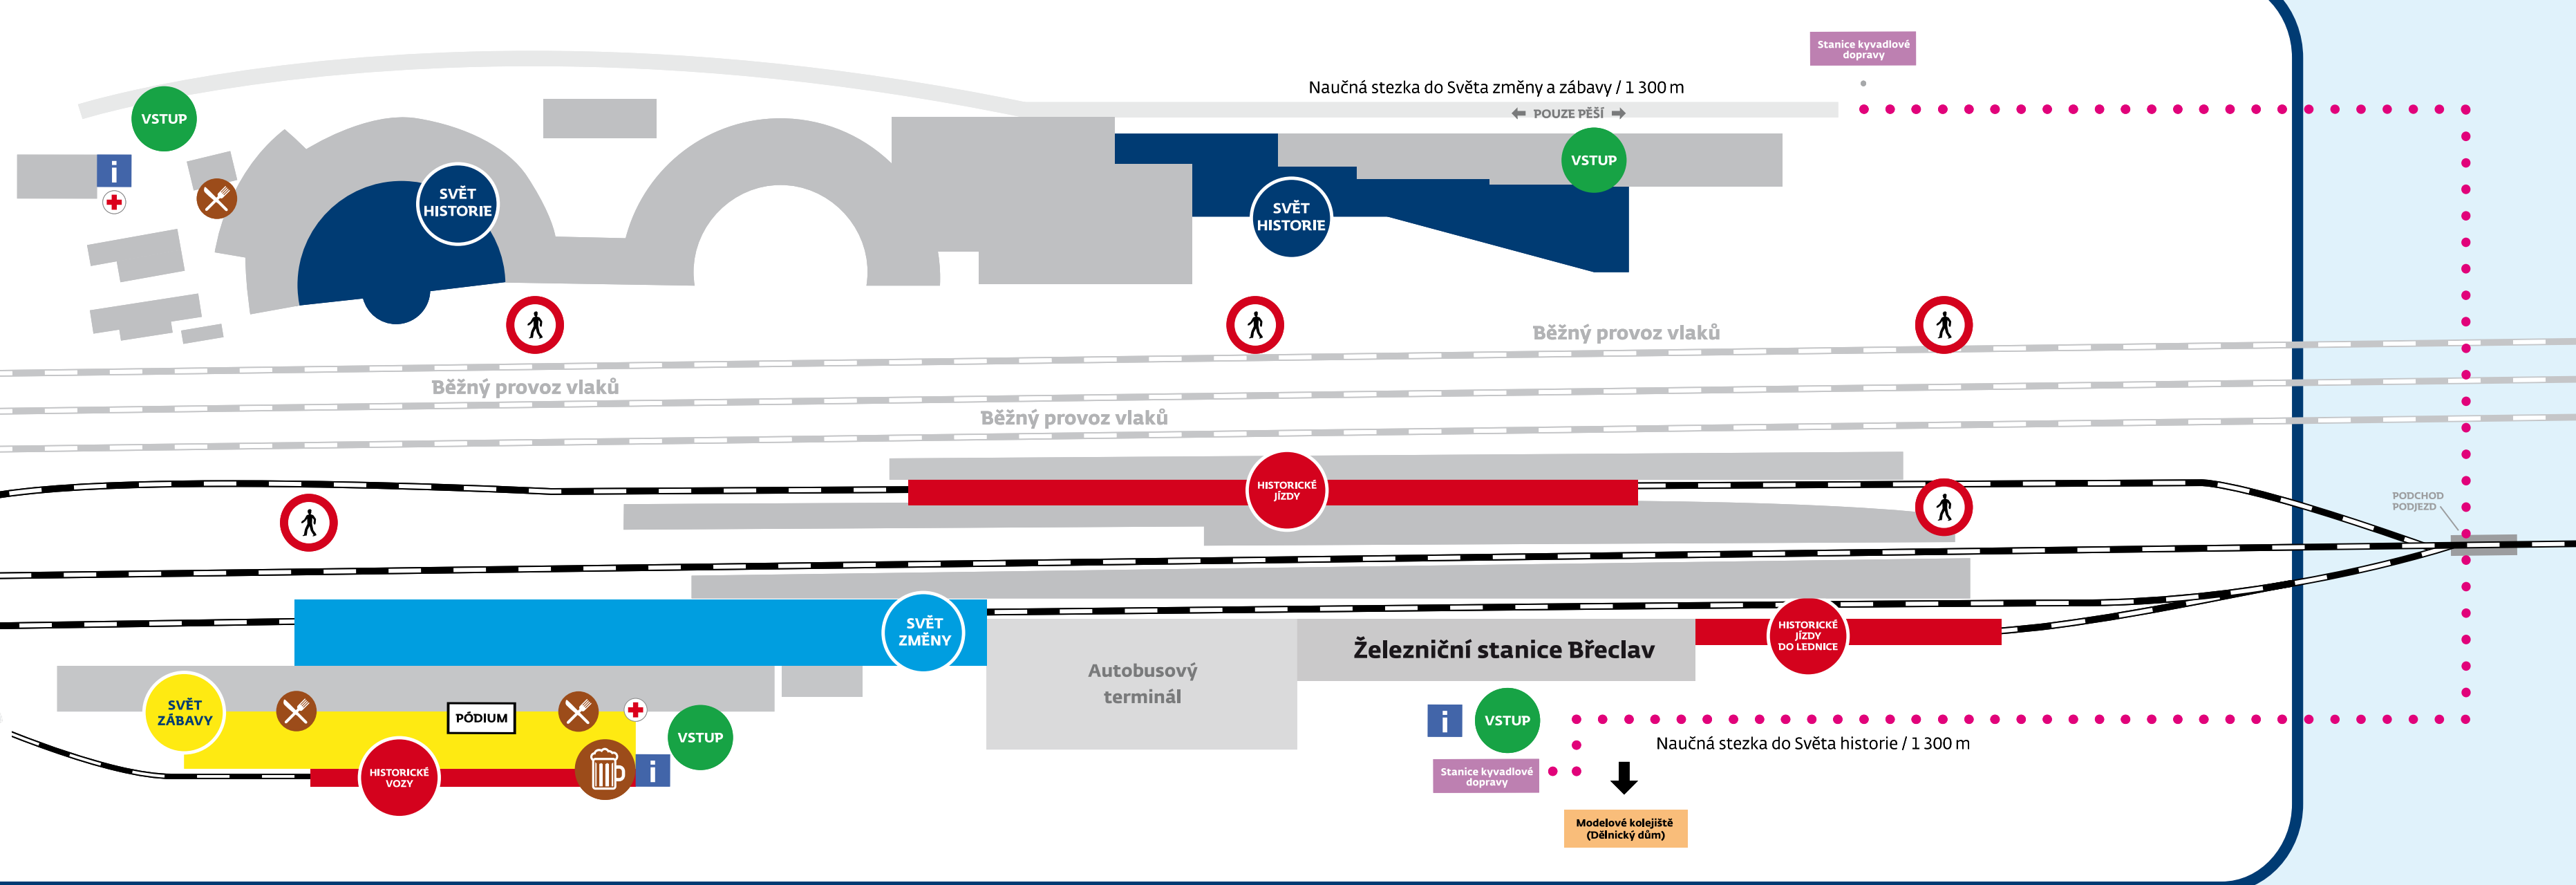 Stanice kyvadlové
dopravy
Naučná stezka do Světa změny a zábavy / 1 300 m
POUZE PĚŠÍ
VSTUP
VSTUP
i
SVĚT
HISTORIE
SVĚT
HISTORIE
Běžný provoz vlaků
Běžný provoz vlaků
Běžný provoz vlaků
HISTORICKÉ
JÍZDY
PODCHOD
PODJEZD
SVĚT
ZMĚNY
HISTORICKÉ
JÍZDY
DO LEDNICE
Železniční stanice Břeclav
Autobusový
terminál
SVĚT
ZÁBAVY
PÓDIUM
VSTUP
i
VSTUP
Naučná stezka do Světa historie / 1 300 m
HISTORICKÉ
VOZY
i
Stanice kyvadlové
dopravy
Modelové kolejiště
(Dělnický dům)